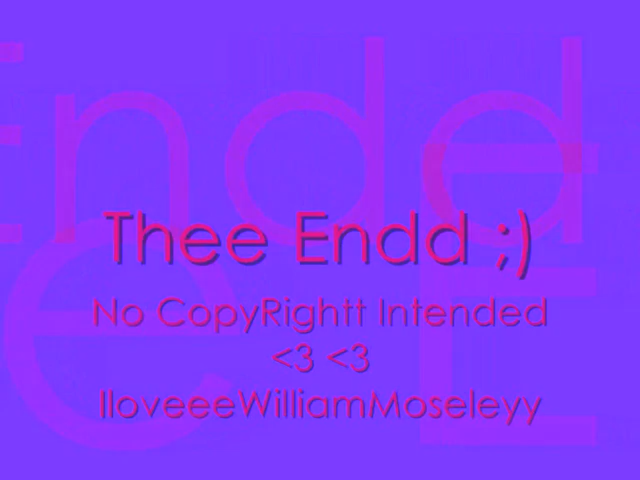 Thee Endd ;)
No CopyRightt Intended
<3 <3
IloveeeWilliamMoseleyy